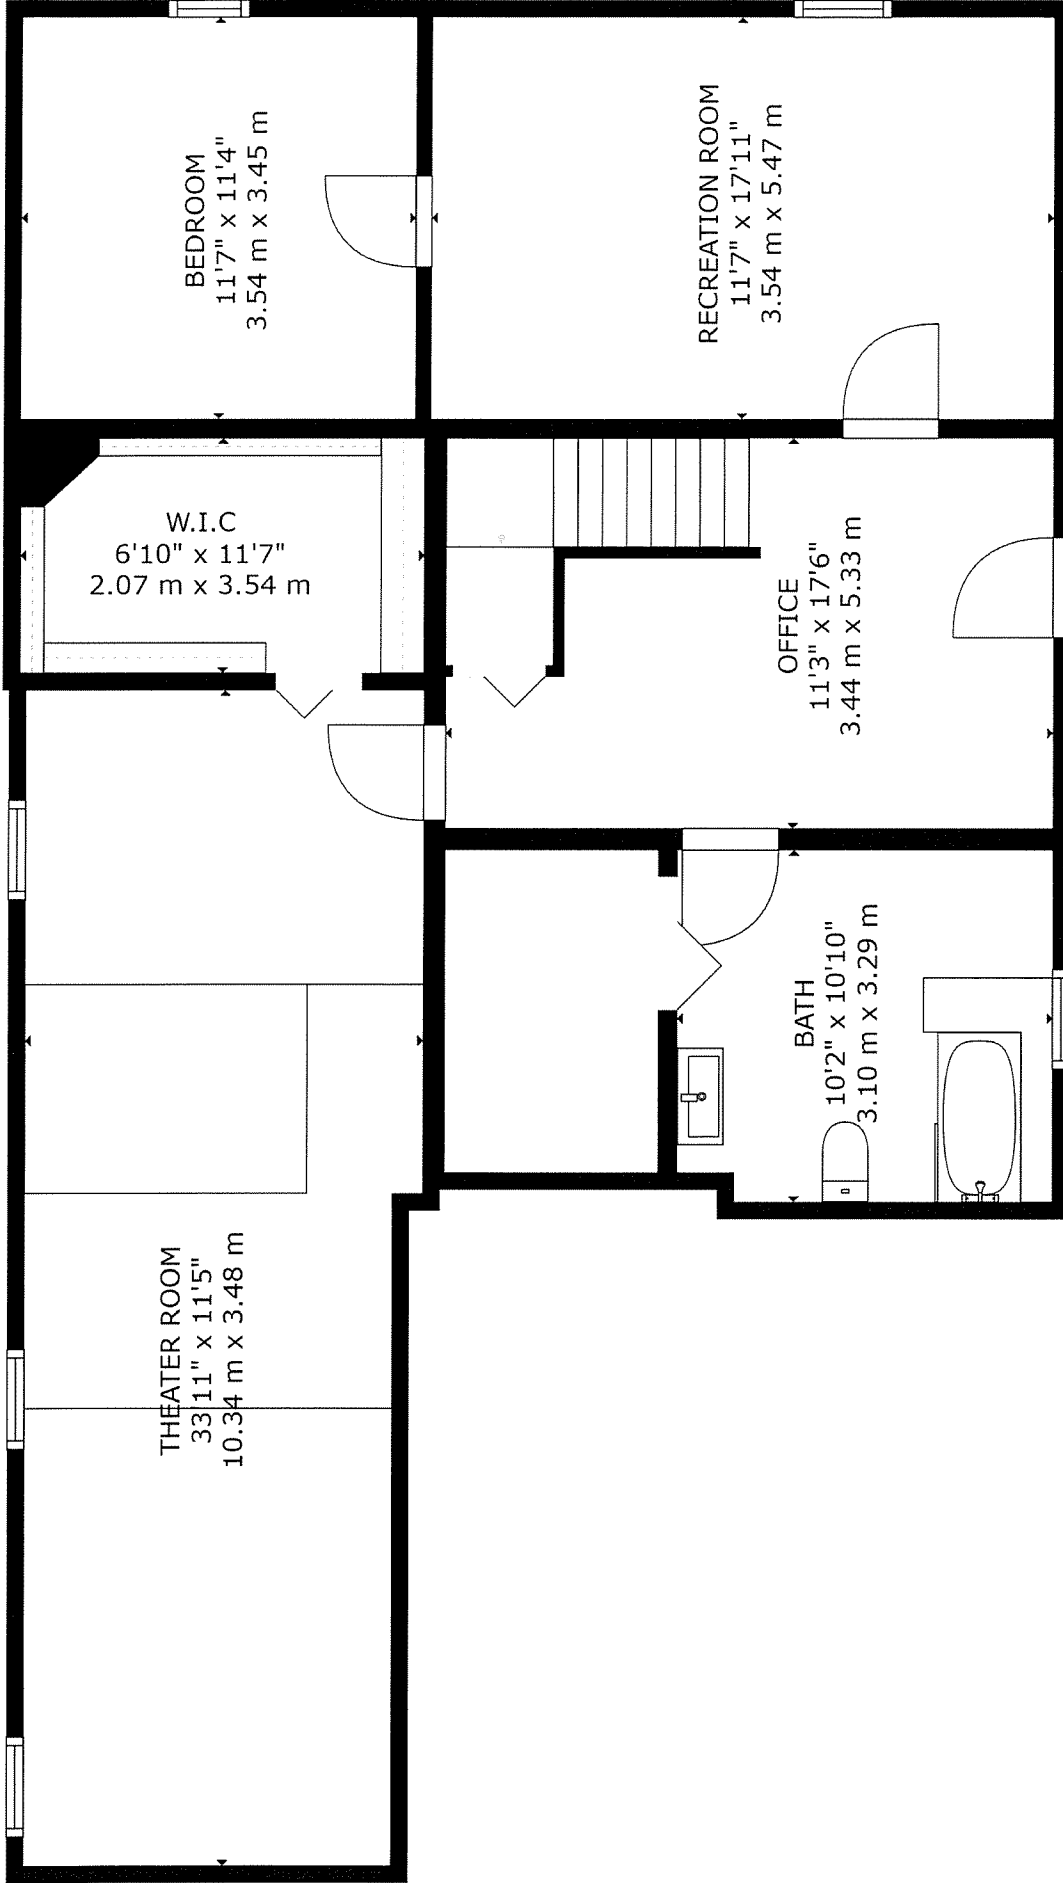 BEDROOM
11'7" x 11'4"
3.54 m x 3.45 m
RECREATION ROOM
11'7" x 17'11"
3.54 m x 5.47 m
W.I.C
6'10" x 11'7"
2.07 m x 3.54 m
OFFICE
11'3" x 17'6"
3.44 m x 5.33 m
BATH
10'2" x 10'10"
3.10 m x 3.29 m
THEATER ROOM
33'11" x 11'5"
10.34 m x 3.48 m